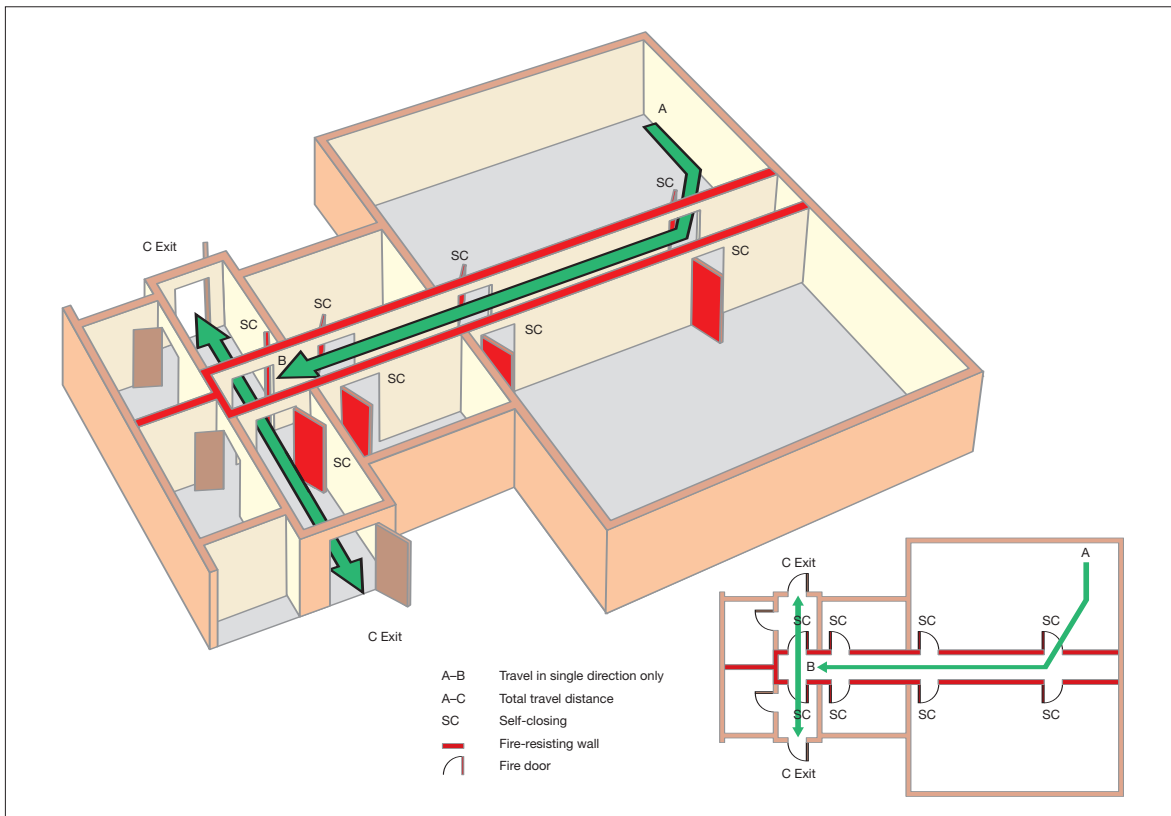 A
SC
C Exit
SC
SC
SC
SC
SC
B
SC
SC
C Exit
A–B Travel in single direction only
A–C Total travel distance
SC Self-closing
Fire-resisting wall
Fire door
A
C Exit
SC SC SC SC
B
SC SC SC SC
C Exit